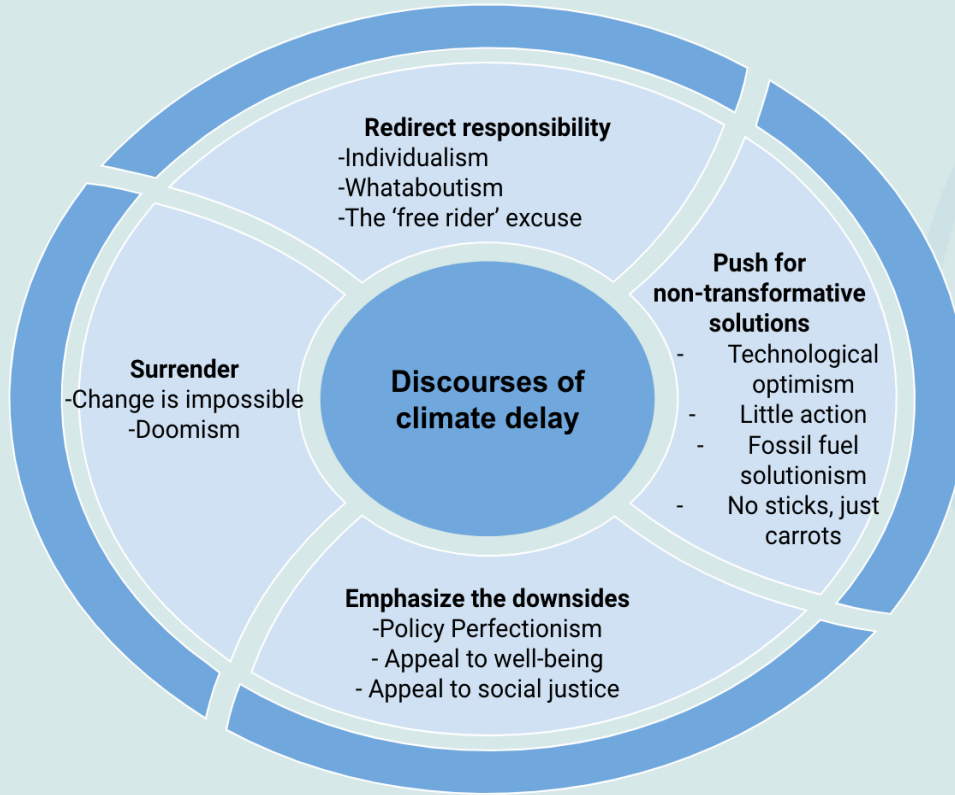 Redirect responsibility
-Individualism
-Whataboutism
-The ‘free rider’ excuse
Push for
non-transformative
solutions
- Technological
optimism
- Little action
- Fossil fuel
solutionism
- No sticks, just
carrots
Surrender
-Change is impossible
-Doomism
Discourses of
climate delay
Emphasize the downsides
-Policy Perfectionism
- Appeal to well-being
- Appeal to social justice